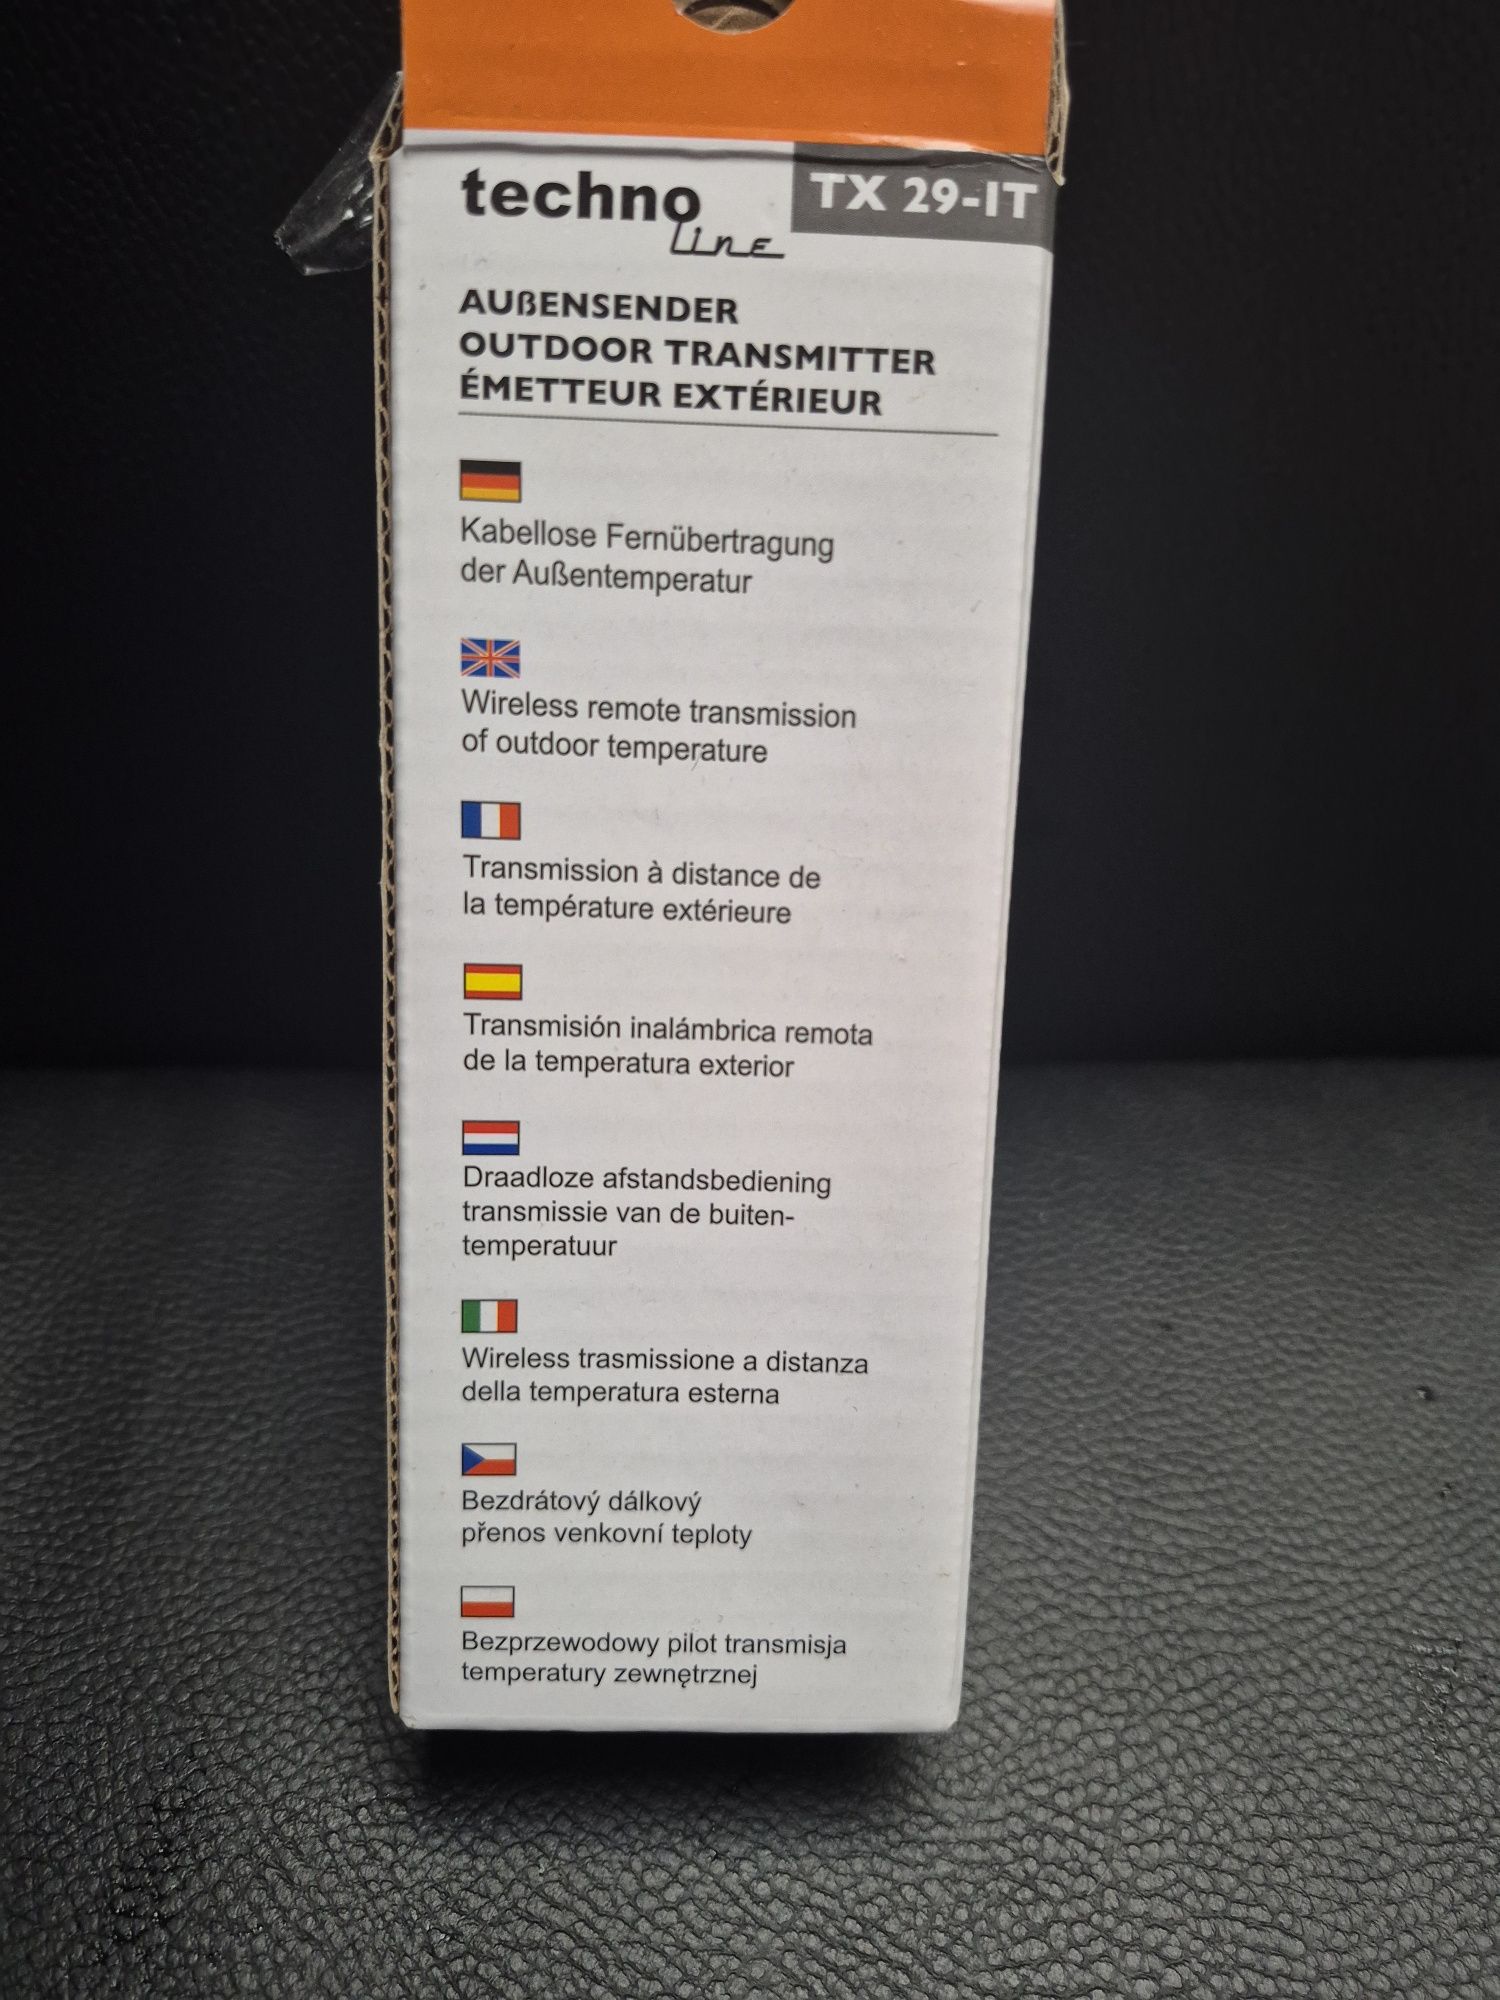 techno
line
TX 29-IT
AUßENSENDER
OUTDOOR TRANSMITTER
ÉMETTEUR EXTÉRIEUR
Kabellose Fernübertragung
der Außentemperatur
Wireless remote transmission
of outdoor temperature
Transmission à distance de
la température extérieure
Transmisión inalámbrica remota
de la temperatura exterior
Draadloze afstandsbediening
transmissie van de buiten-
temperatuur
Wireless trasmissione a distanza
della temperatura esterna
Bezdrátový dálkový
přenos venkovní teploty
Bezprzewodowy pilot transmisja
temperatury zewnętrznej